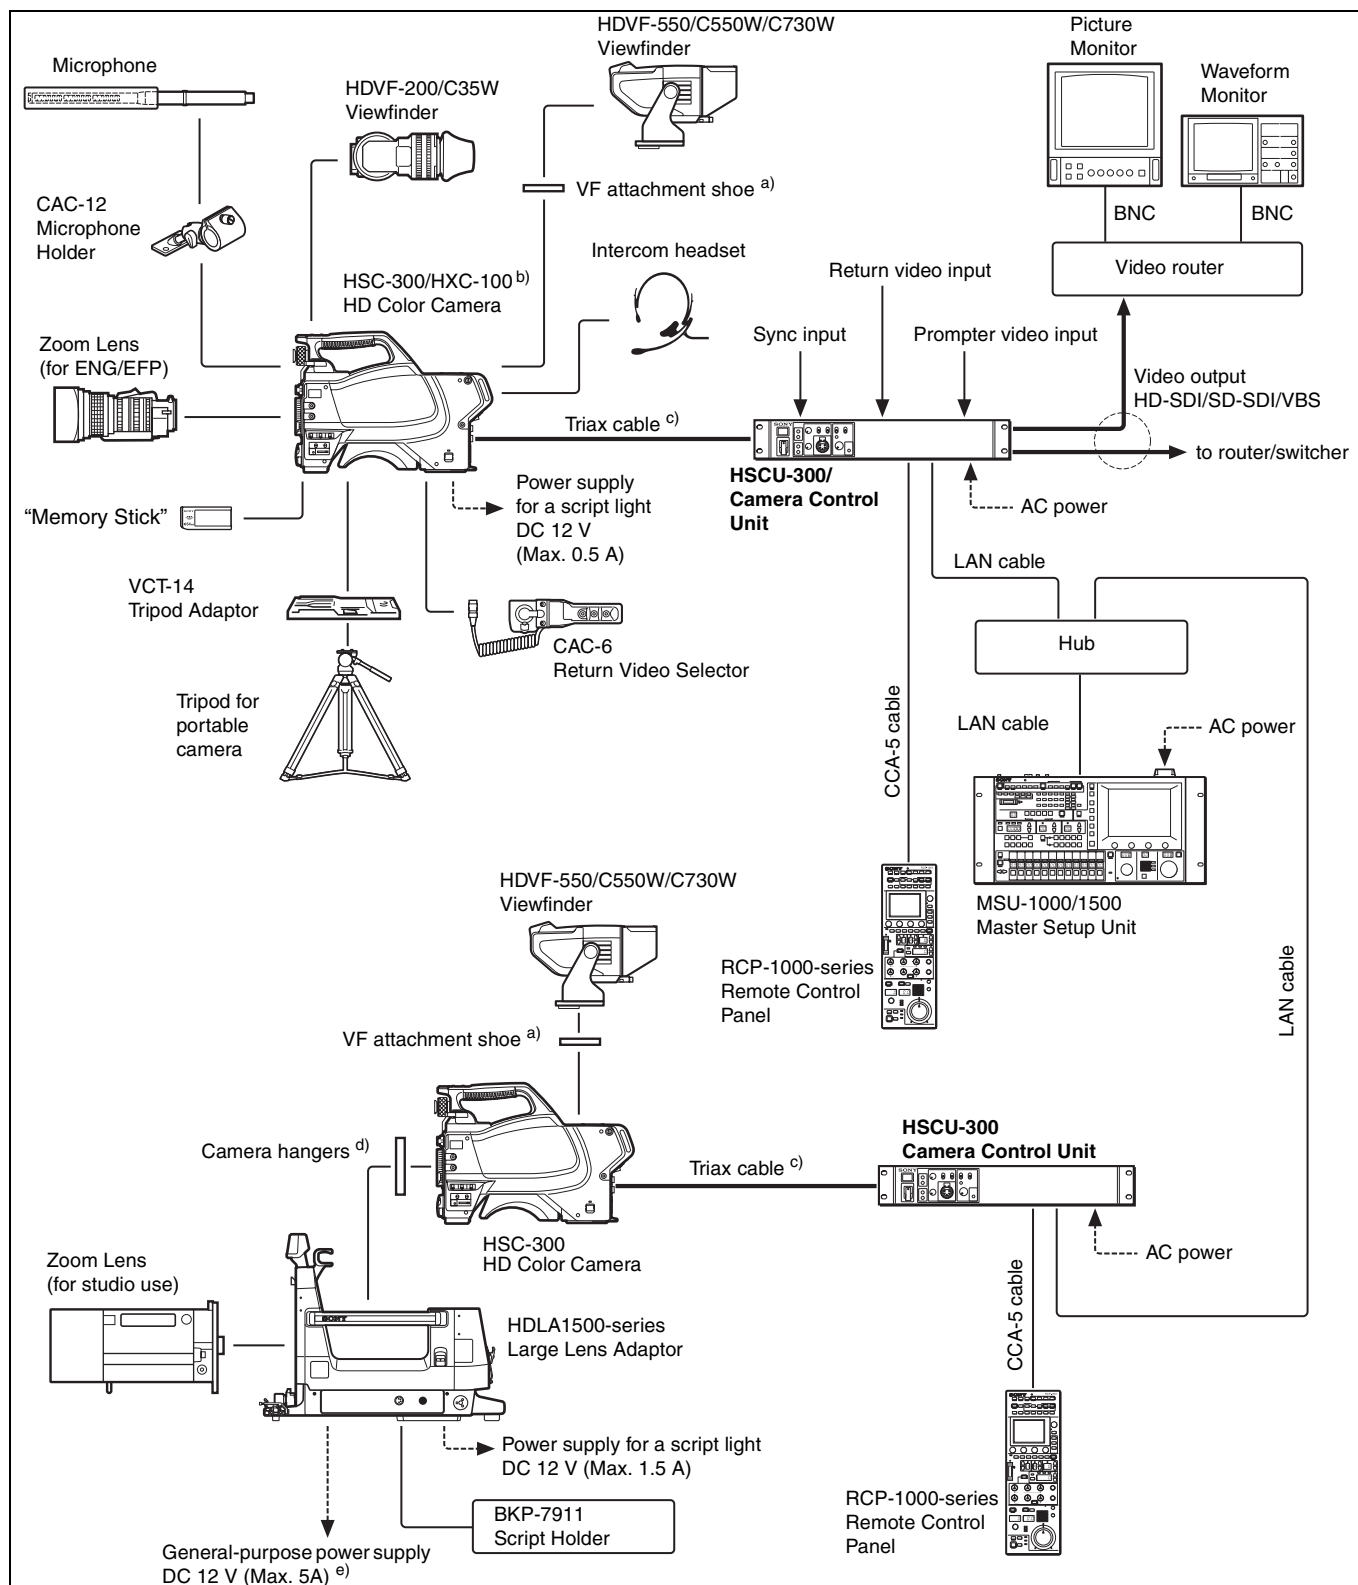 HDVF-550/C550W/C730W
Viewfinder
Picture
Monitor
Microphone
HDVF-200/C35W
Viewfinder
Waveform
Monitor
VF attachment shoe a)
BNC
BNC
CAC-12
Microphone
Holder
Intercom headset
Video router
Return video input
HSC-300/HXC-100 b)
HD Color Camera
Sync input
Prompter video input
Zoom Lens
(for ENG/EFP)
Video output
HD-SDI/SD-SDI/VBS
Triax cable c)
SONY
to router/switcher
HSCU-300/
Camera Control
Unit
Power supply
for a script light
DC 12 V
(Max. 0.5 A)
AC power
“Memory Stick”
LAN cable
VCT-14
Tripod Adaptor
Hub
CAC-6
Return Video Selector
Tripod for
portable
camera
CCA-5 cable
LAN cable
AC power
SONY
HDVF-550/C550W/C730W
Viewfinder
SONY
MSU-1000/1500
Master Setup Unit
RCP-1000-series
Remote Control
Panel
LAN cable
VF attachment shoe a)
HSCU-300
Camera Control Unit
Camera hangers d)
Triax cable c)
SONY
HSC-300
HD Color Camera
AC power
Zoom Lens
(for studio use)
SONY
HDLA1500-series
Large Lens Adaptor
CCA-5 cable
SONY
Power supply for a script light
DC 12 V (Max. 1.5 A)
BKP-7911
Script Holder
RCP-1000-series
Remote Control
Panel
General-purpose power supply
DC 12 V (Max. 5A) e)